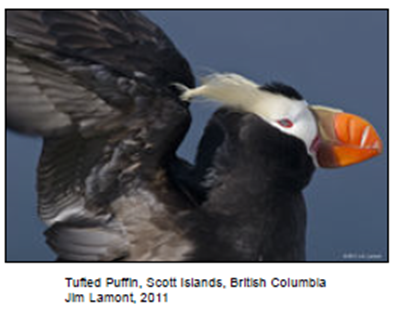 Tufted Puffin, Scott Islands, British Columbia
Jim Lamont, 2011